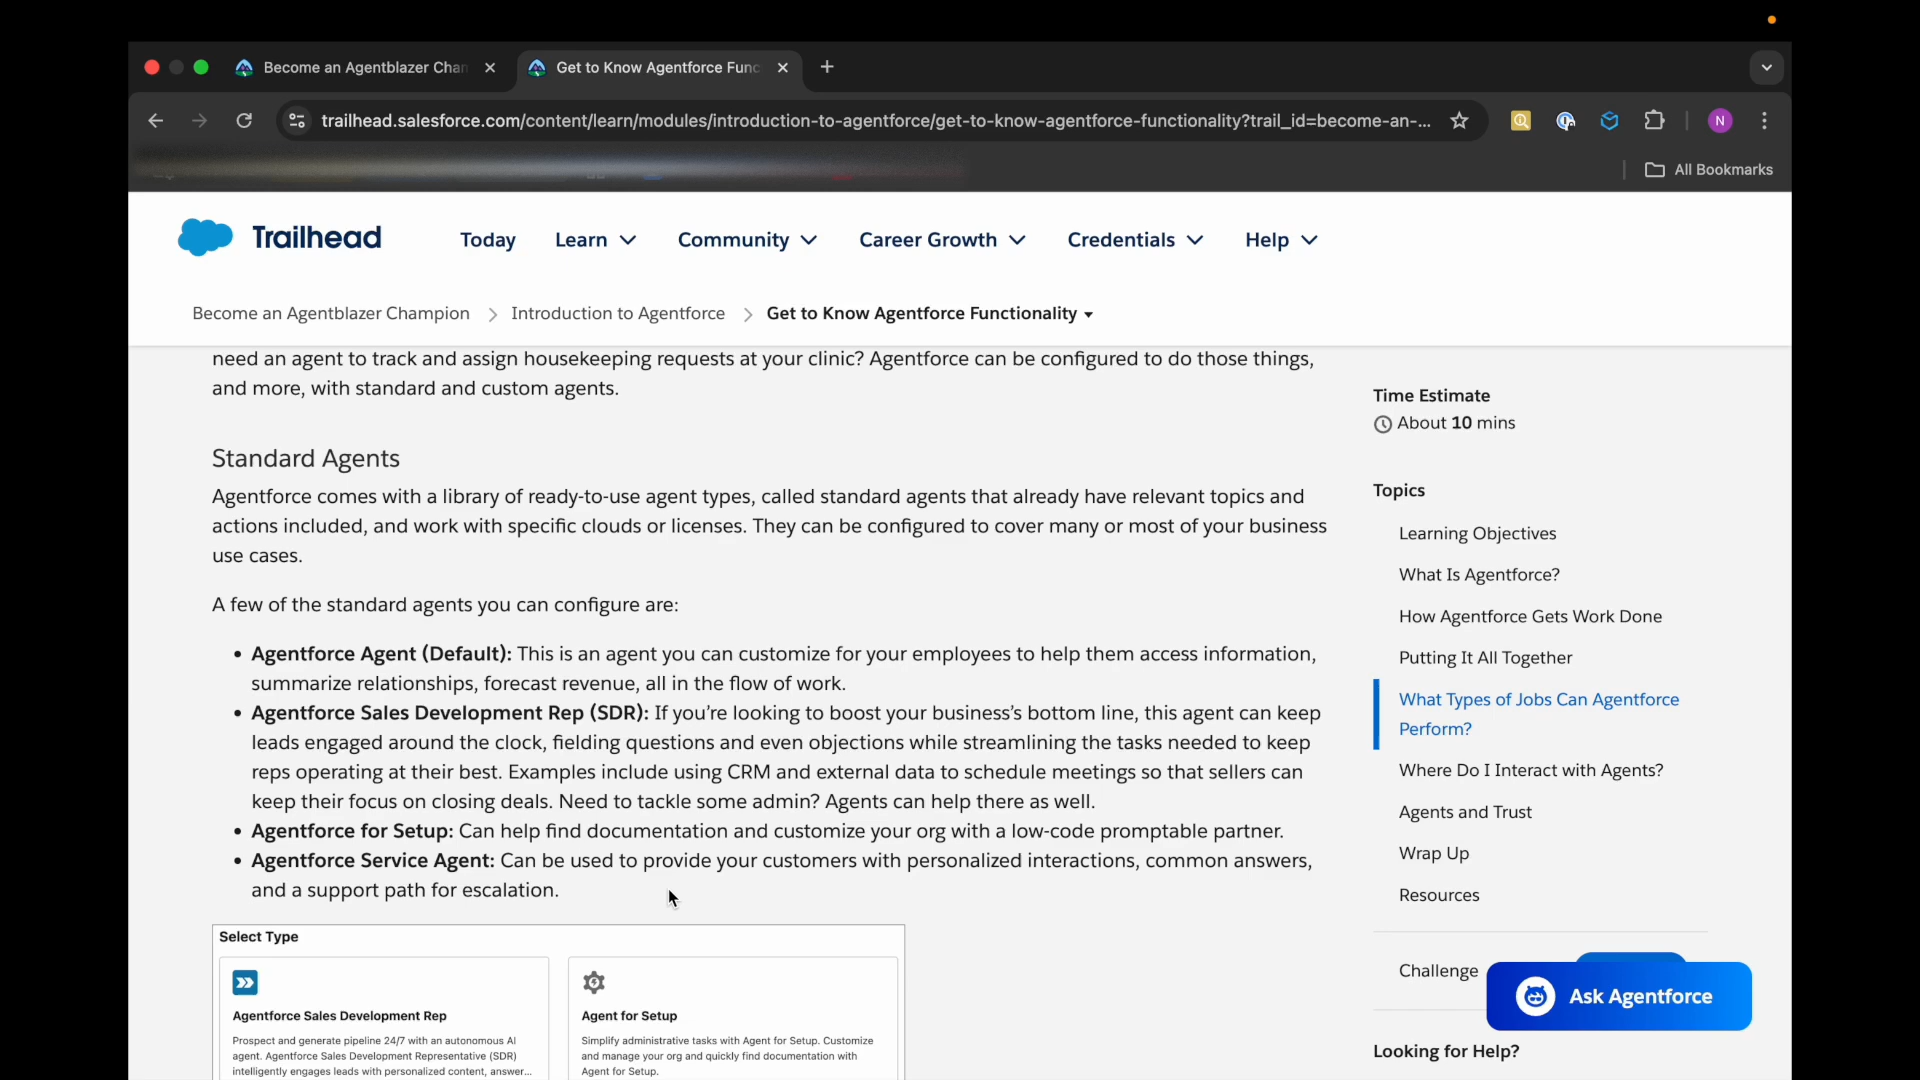 Become an Agentblazer Chan
Get to Know Agentforce Func
trailhead.salesforce.com/content/learn/modules/introduction-to-agentforce/get-to-know-agentforce-functionality?trail_id=become-an-...
N
All Bookmarks
Trailhead
Today
Learn
Community
Career Growth
Credentials
Help
Become an Agentblazer Champion
Introduction to Agentforce
Get to Know Agentforce Functionality
need an agent to track and assign housekeeping requests at your clinic? Agentforce can be configured to do those things,
and more, with standard and custom agents.
Standard Agents
Agentforce comes with a library of ready-to-use agent types, called standard agents that already have relevant topics and
actions included, and work with specific clouds or licenses. They can be configured to cover many or most of your business
use cases.
A few of the standard agents you can configure are:
• Agentforce Agent (Default): This is an agent you can customize for your employees to help them access information,
summarize relationships, forecast revenue, all in the flow of work.
• Agentforce Sales Development Rep (SDR): If you’re looking to boost your business’s bottom line, this agent can keep
leads engaged around the clock, fielding questions and even objections while streamlining the tasks needed to keep
reps operating at their best. Examples include using CRM and external data to schedule meetings so that sellers can
keep their focus on closing deals. Need to tackle some admin? Agents can help there as well.
• Agentforce for Setup: Can help find documentation and customize your org with a low-code promptable partner.
• Agentforce Service Agent: Can be used to provide your customers with personalized interactions, common answers,
and a support path for escalation.
Select Type
Agentforce Sales Development Rep
Prospect and generate pipeline 24/7 with an autonomous AI
agent. Agentforce Sales Development Representative (SDR)
intelligently engages leads with personalized content, answer...
Agent for Setup
Simplify administrative tasks with Agent for Setup. Customize
and manage your org and quickly find documentation with
Agent for Setup.
Time Estimate
About 10 mins
Topics
Learning Objectives
What Is Agentforce?
How Agentforce Gets Work Done
Putting It All Together
What Types of Jobs Can Agentforce
Perform?
Where Do I Interact with Agents?
Agents and Trust
Wrap Up
Resources
Challenge
Ask Agentforce
Looking for Help?